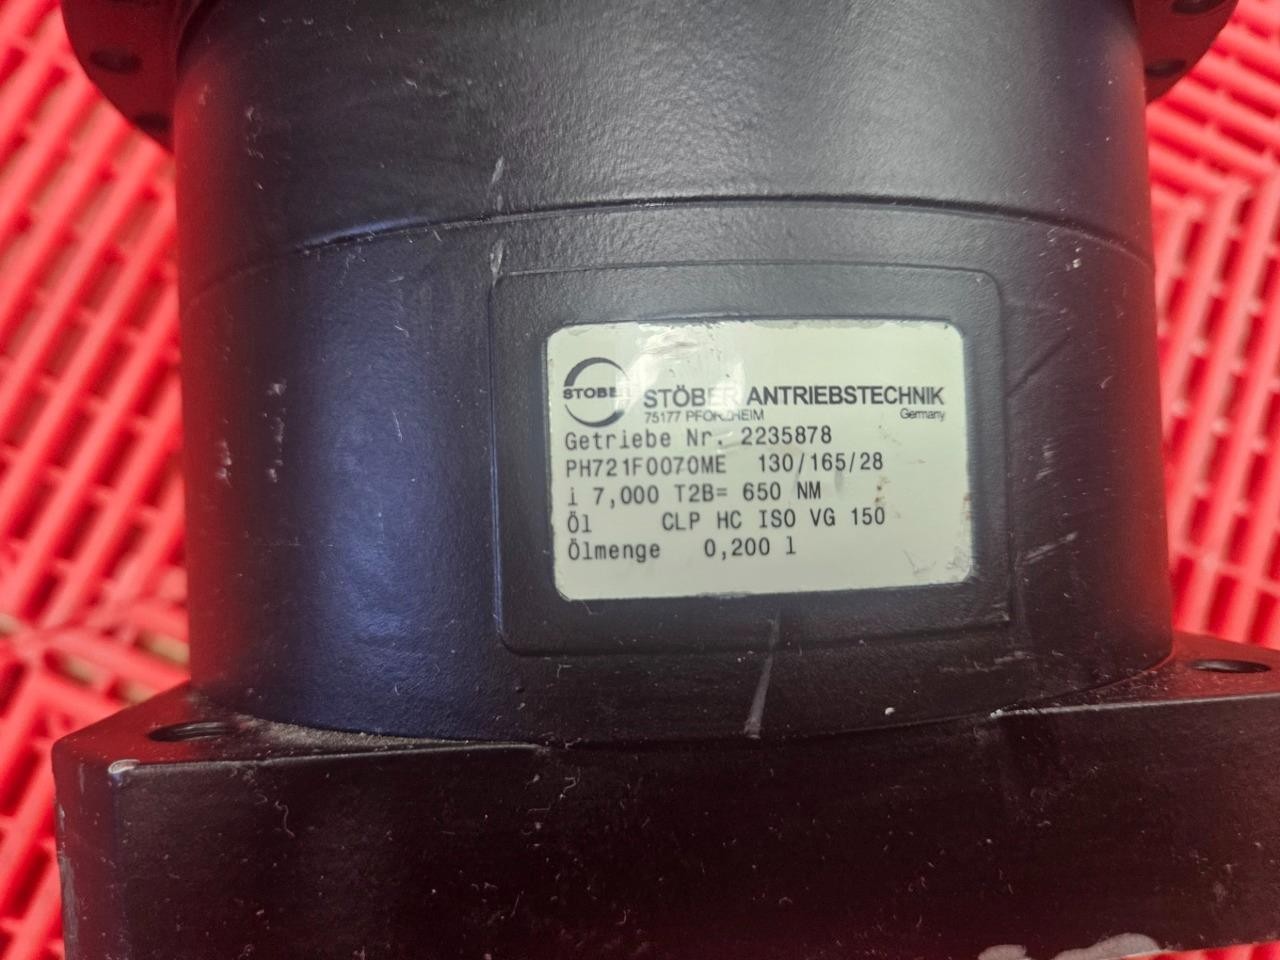 STÖBER
STÖBER ANTRIEBSTECHNIK
75177 PFORZHEIM Germany
Getriebe Nr. 2235878
PH721F0070ME 130/165/28
i 7,000 T2B= 650 NM
Öl CLP HC ISO VG 150
Ölmenge 0,200 l